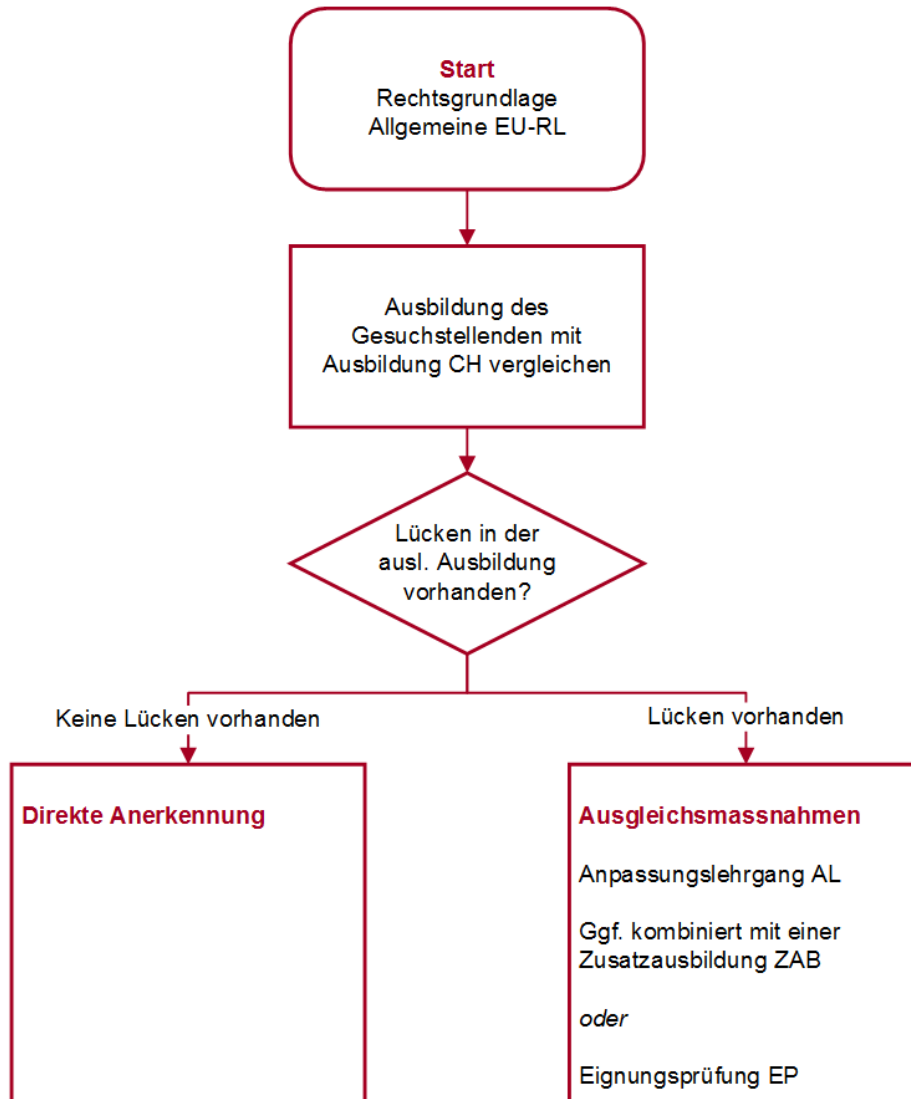 Start
Rechtsgrundlage
Allgemeine EU-RL
Ausbildung des
Gesuchstellenden mit
Ausbildung CH vergleichen
Lücken in der
ausl. Ausbildung
vorhanden?
Keine Lücken vorhanden
Lücken vorhanden
Direkte Anerkennung
Ausgleichsmassnahmen
Anpassungslehrgang AL
Ggf. kombiniert mit einer
Zusatzausbildung ZAB
oder
Eignungsprüfung EP